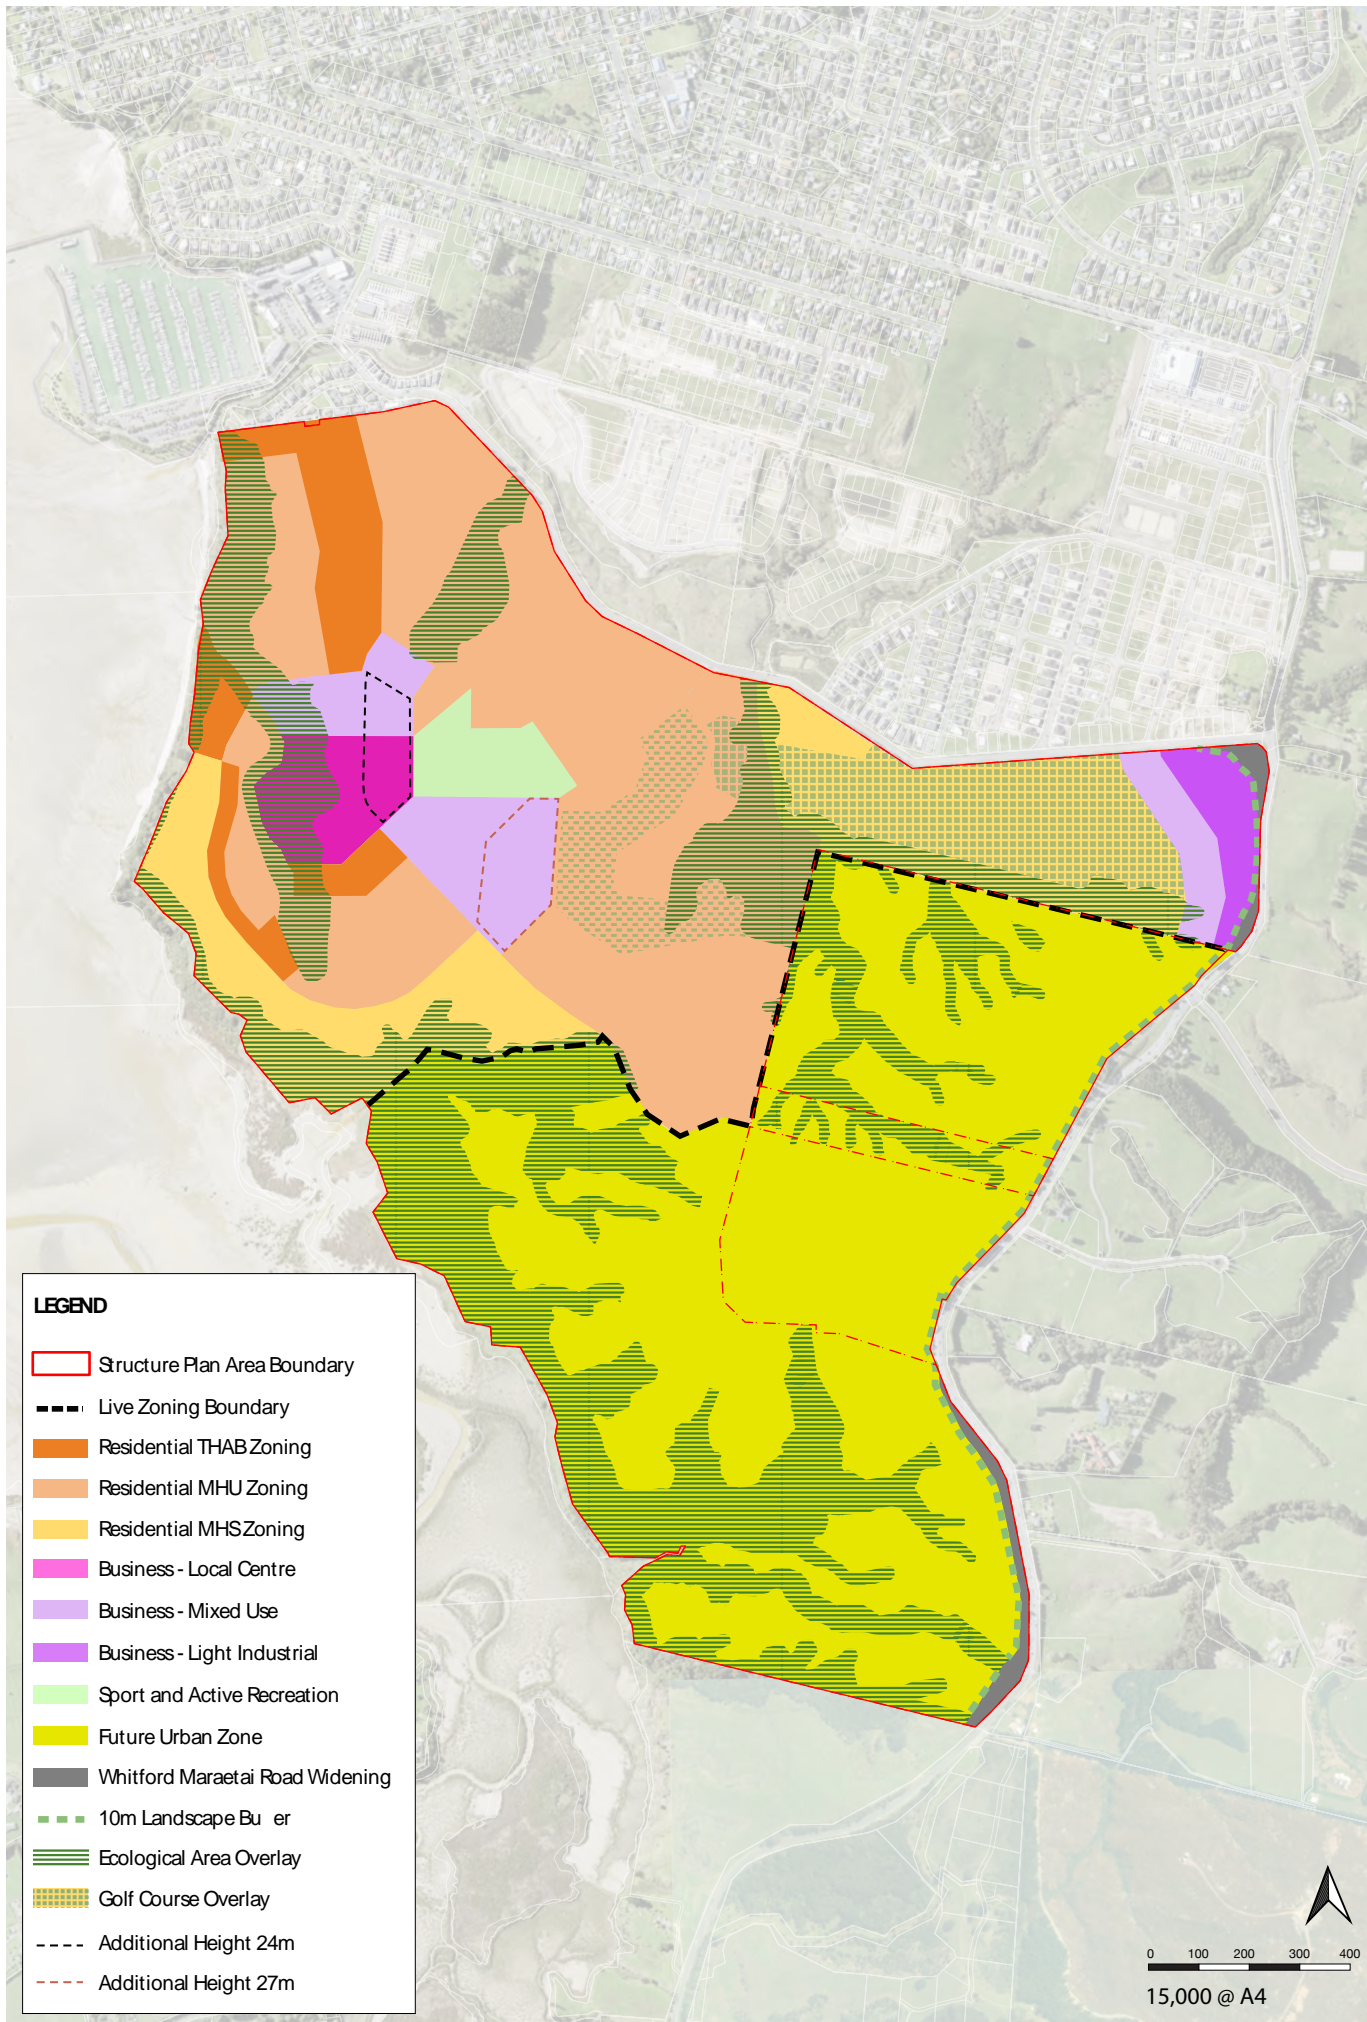 LEGEND
Structure Plan Area Boundary
Live Zoning Boundary
Residential THAB Zoning
Residential MHU Zoning
Residential MHS Zoning
Business - Local Centre
Business - Mixed Use
Business - Light Industrial
Sport and Active Recreation
Future Urban Zone
Whitford Maraetai Road Widening
10m Landscape Bu er
Ecological Area Overlay
Golf Course Overlay
Additional Height 24m
Additional Height 27m
0 100 200 300 400
15,000 @ A4